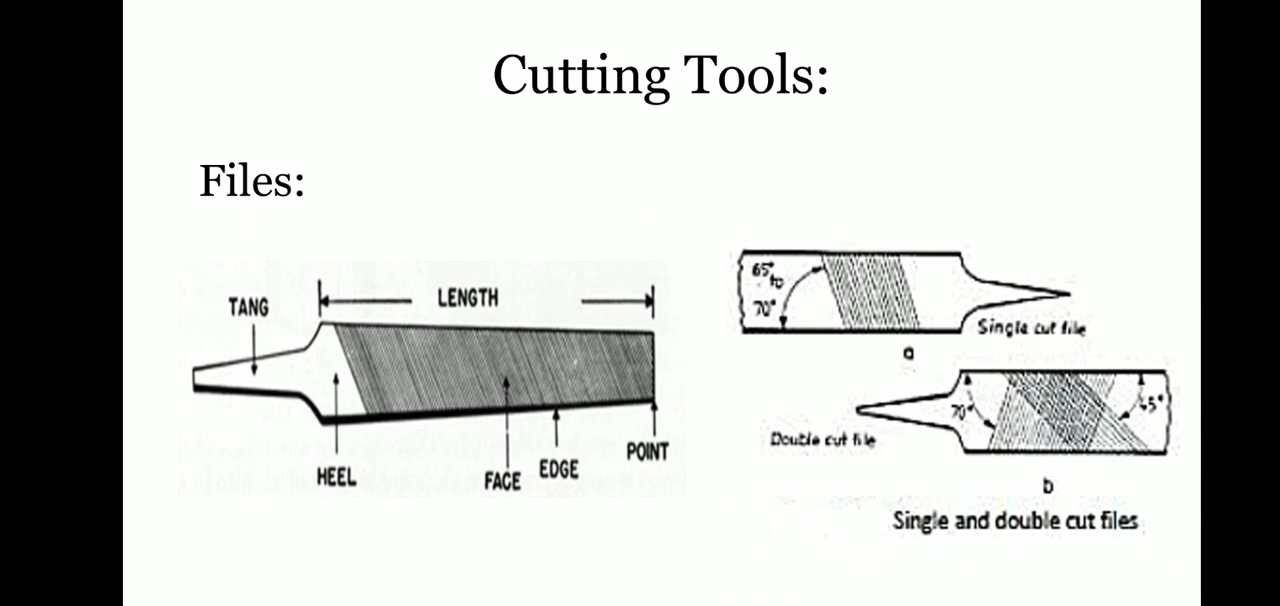 Cutting Tools:
Files:
TANG
LENGTH
HEEL
FACE
EDGE
POINT
65° to
70°
Single cut file
a
70°
45°
Double cut file
b
Single and double cut files